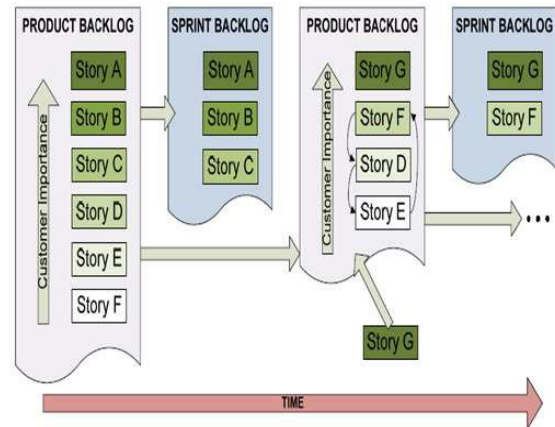 PRODUCT BACKLOG
Customer Importance
Story A
Story B
Story C
Story D
Story E
Story F
SPRINT BACKLOG
Story A
Story B
Story C
PRODUCT BACKLOG
Customer Importance
Story G
Story F
Story D
Story E
Story G
SPRINT BACKLOG
Story G
Story F
...
TIME